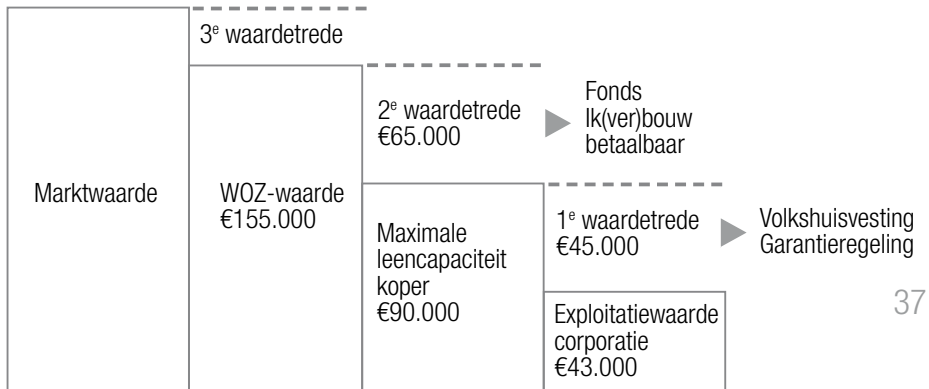 3e waardetrede
2e waardetrede
€65.000
Fonds
Ik(ver)bouw
betaalbaar
Marktwaarde
WOZ-waarde
€155.000
Maximale
leencapaciteit
koper
€90.000
1e waardetrede
€45.000
Volkshuisvesting
Garantieregeling
Exploitatiewaarde
corporatie
€43.000
37